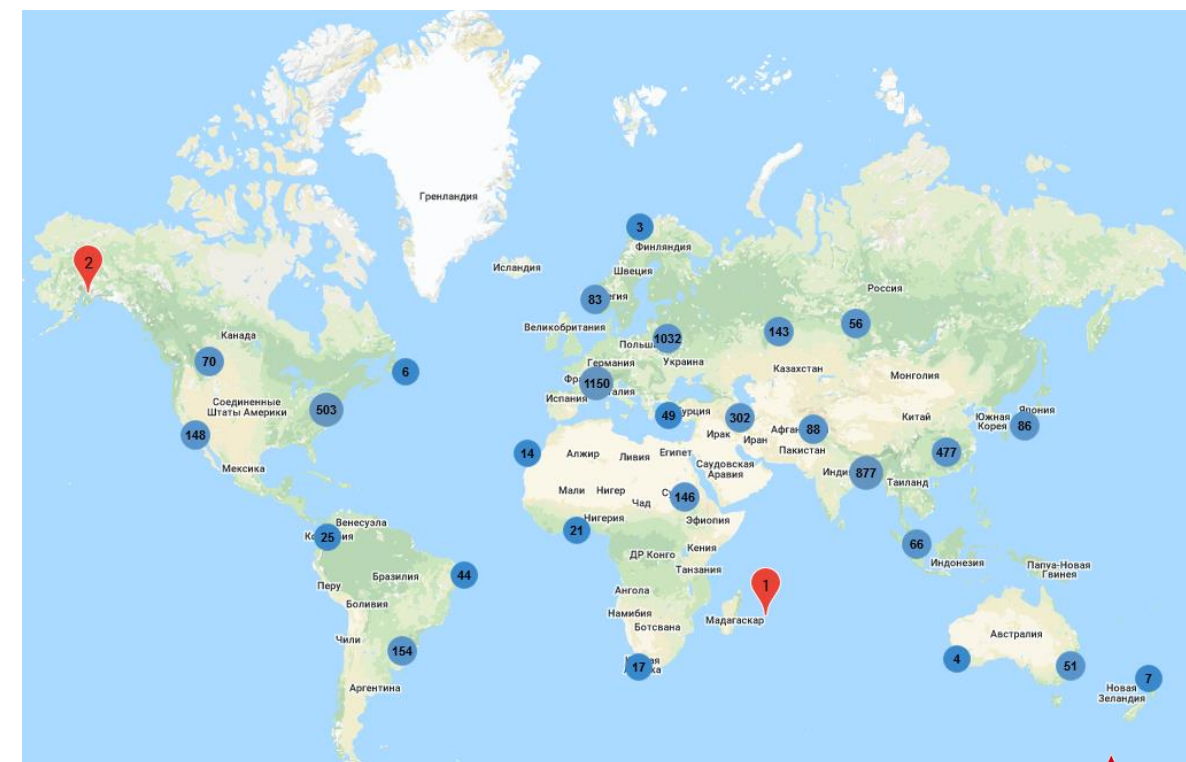 Гренландия
3
Финляндия
2
Исландия
Швеция
Россия
83
гия
Великобритания
56
143
Канада
Польша
1032
Украина
70
Германия
Казахстан
6
Монголия
1150
Испания
Соединенные
Штаты Америки
503
49
302
Китай
Южная
Корея
Япония
86
148
Ирак
Иран
88
Пакистан
477
14
Алжир
Ливия
Египет
Саудовская
Аравия
Мексика
877
Таиланд
Мали
Нигер
Чад
146
Эфиопия
Венесуэла
25
21
Нигерия
66
ДР Конго
Кения
Индонезия
Папуа-Новая
Гвинея
Перу
Бразилия
44
Танзания
1
Боливия
Ангола
Намибия
Ботсвана
Мадагаскар
Чили
154
Австралия
17
4
51
7
Аргентина
Новая
Зеландия